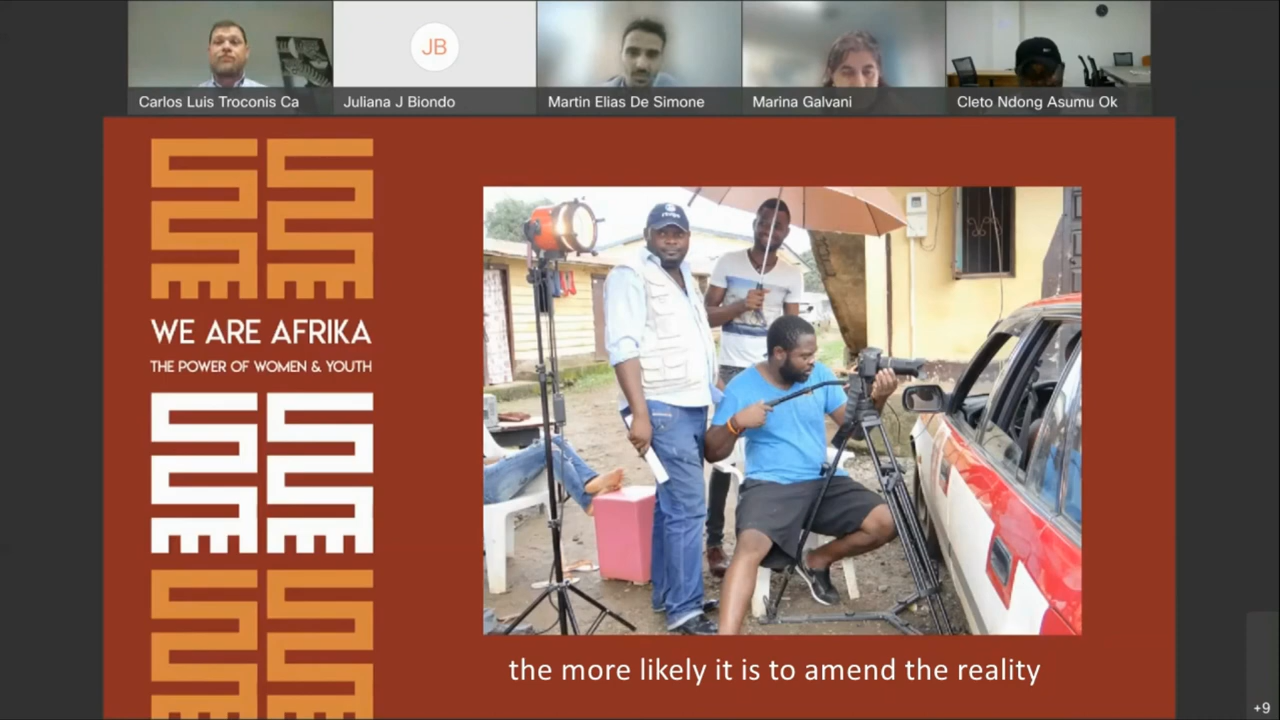 JB
Carlos Luis Troconis Ca
Juliana J Biondo
Martin Elias De Simone
Marina Galvani
Cleto Ndong Asumu Ok
WE ARE AFRIKA
THE POWER OF WOMEN & YOUTH
the more likely it is to amend the reality
+9